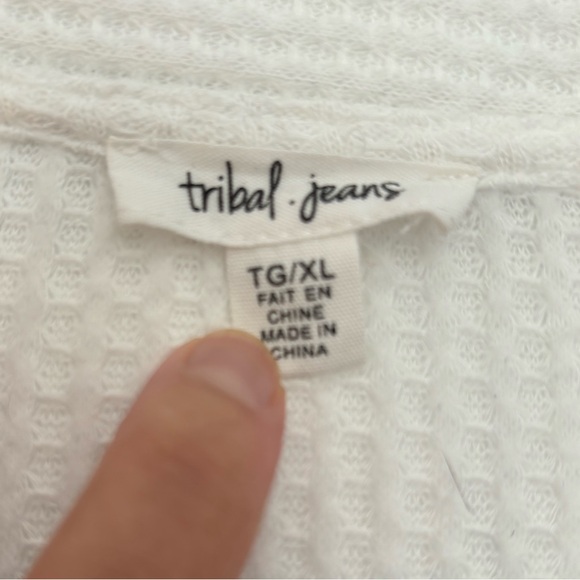 tribal.jeans
TG/XL
FAIT EN
CHINE
MADE IN
CHINA